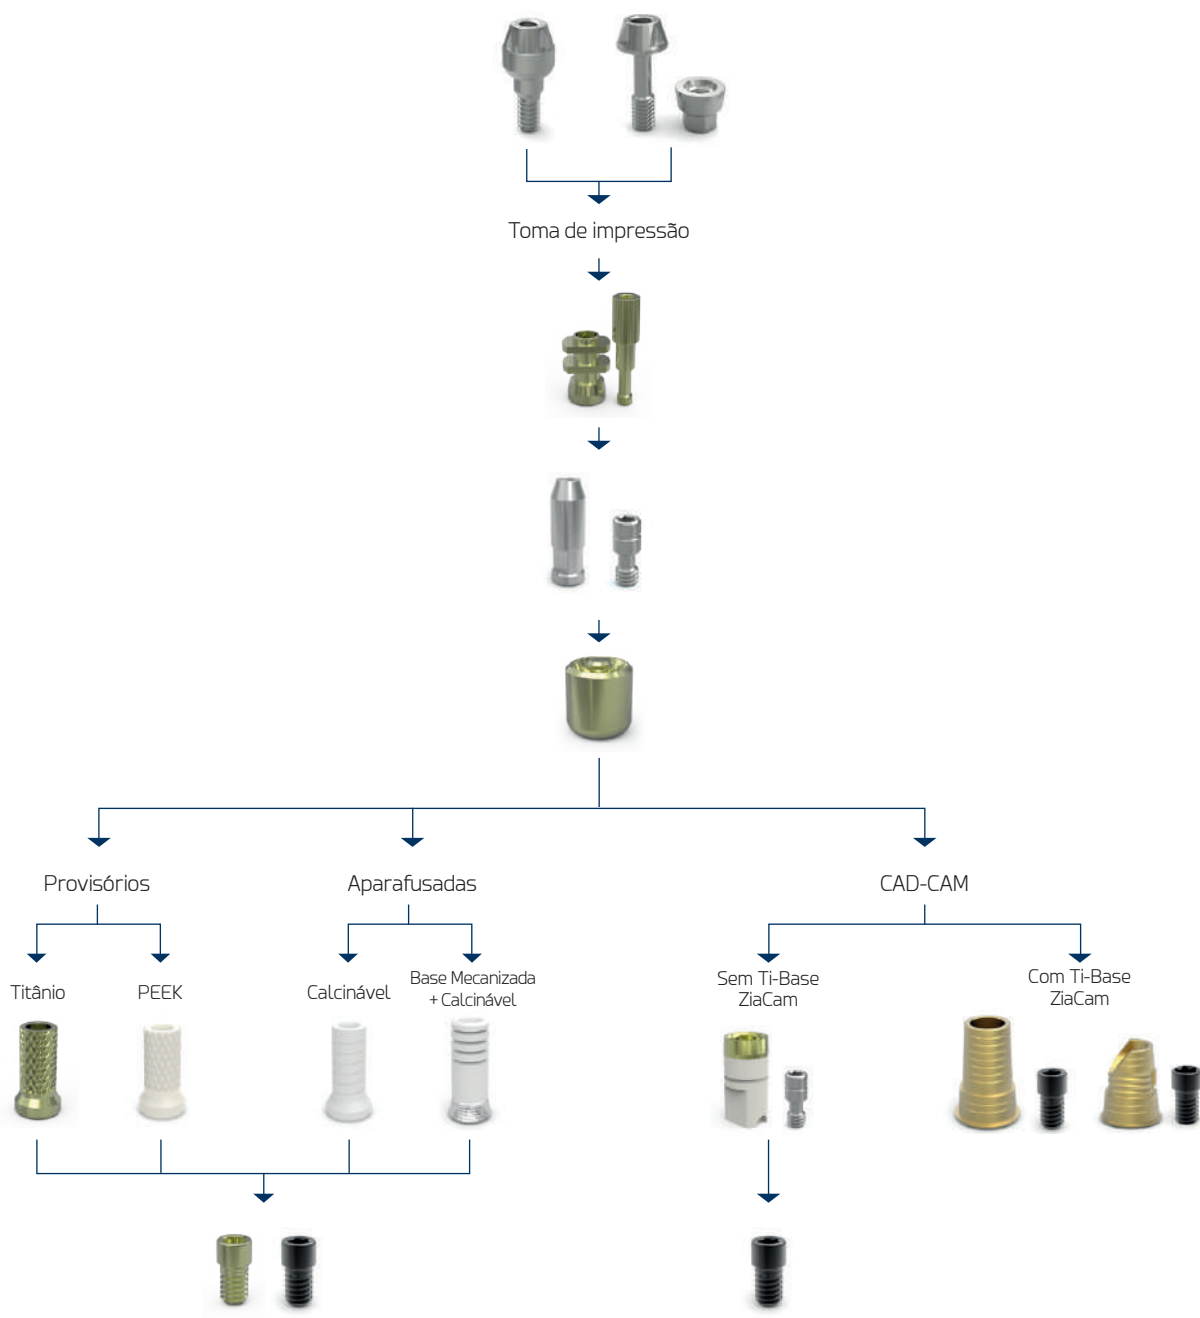 Toma de impressão
Provisórios
Aparafusadas
CAD-CAM
Titânio
PEEK
Calcinável
Base Mecanizada
+ Calcinável
Sem Ti-Base
ZiaCam
Com Ti-Base
ZiaCam